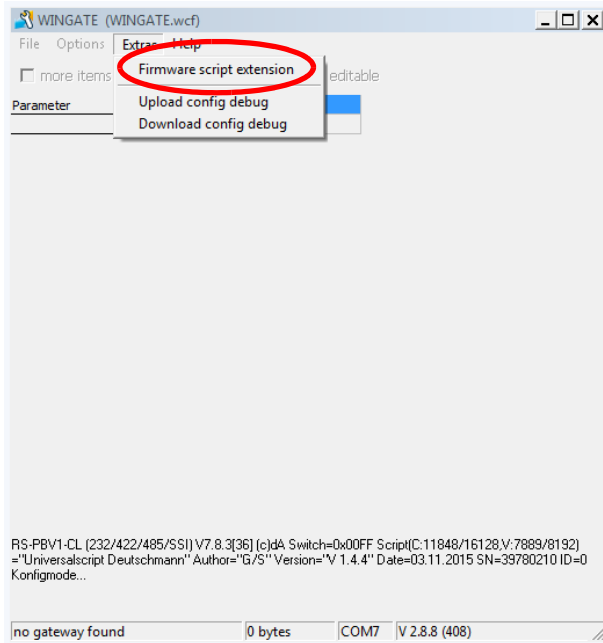 WINGATE (WINGATE.wcf)
File Options Extras Help
more items editable
Firmware script extension
Parameter
Upload config debug
Download config debug
RS-PBV1-CL (232/422/485/SSI) V7.8.3[36] (c)dA Switch=0x00FF Script(C:11848/16128,V:7889/8192)
="Universalscript Deutschmann" Author="G/S" Version="V 1.4.4" Date=03.11.2015 SN=39780210 ID=0
Konfigmode...
no gateway found 0 bytes COM7 V 2.8.8 (408)